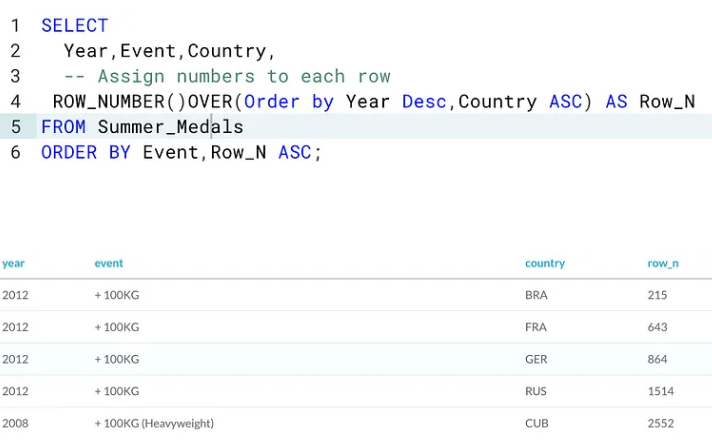 1 SELECT
2 Year,Event,Country,
3 -- Assign numbers to each row
4 ROW_NUMBER()OVER(Order by Year Desc,Country ASC) AS Row_N
5 FROM Summer_Medals
6 ORDER BY Event,Row_N ASC;
year event country row_n
2012 + 100KG BRA 215
2012 + 100KG FRA 643
2012 + 100KG GER 864
2012 + 100KG RUS 1514
2008 + 100KG (Heavyweight) CUB 2552